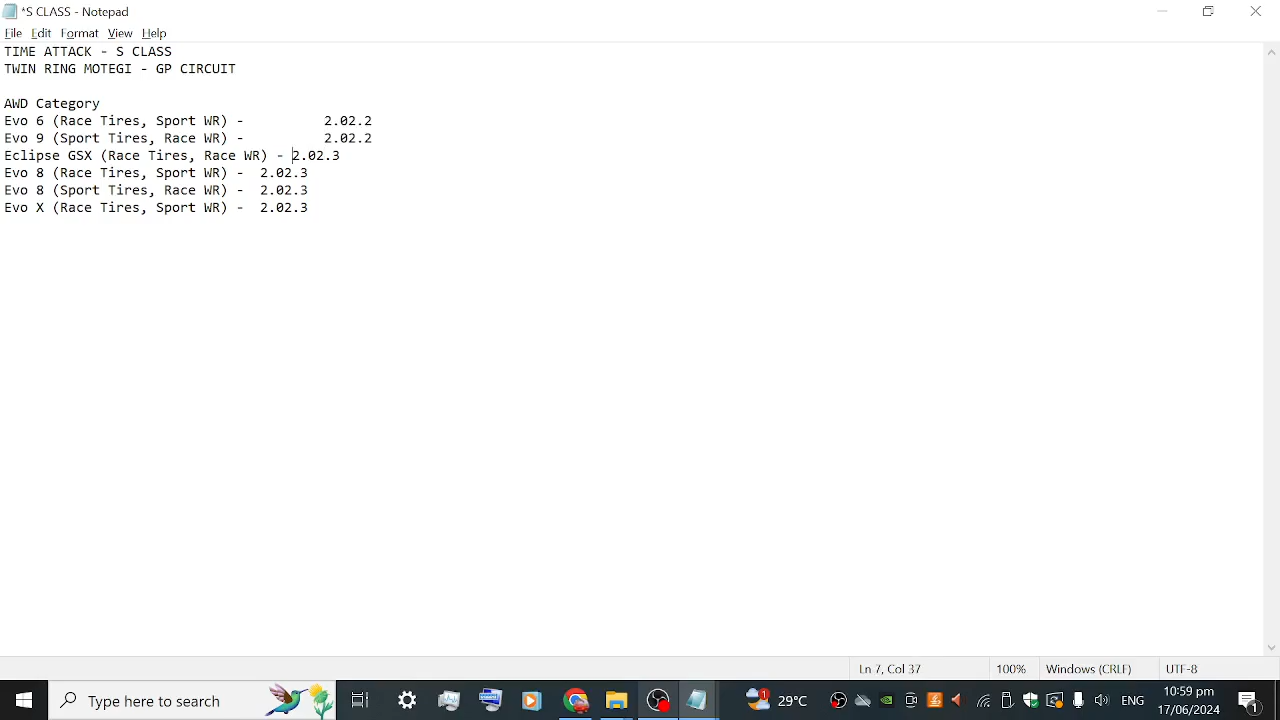 *S CLASS - Notepad
File Edit Format View Help
TIME ATTACK - S CLASS
TWIN RING MOTEGI - GP CIRCUIT
AWD Category
Evo 6 (Race Tires, Sport WR) - 2.02.2
Evo 9 (Sport Tires, Race WR) - 2.02.2
Eclipse GSX (Race Tires, Race WR) - 2.02.3
Evo 8 (Race Tires, Sport WR) - 2.02.3
Evo 8 (Sport Tires, Race WR) - 2.02.3
Evo X (Race Tires, Sport WR) - 2.02.3
Ln 7, Col 37 100% Windows (CRLF) UTF-8
Type here to search 1 29°C ENG 10:59 pm 1
17/06/2024